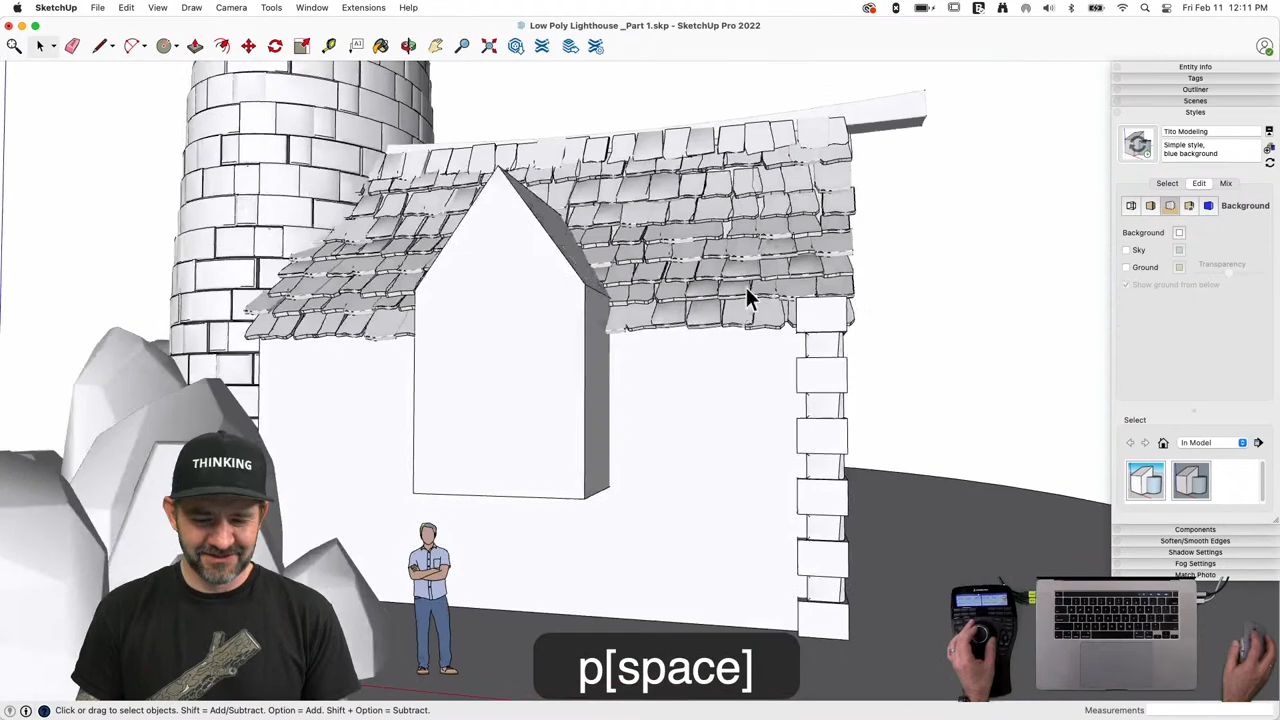 SketchUp File Edit View Draw Camera Tools Window Extensions Help Fri Feb 11 12:11 PM
Low Poly Lighthouse _Part 1.skp - SketchUp Pro 2022
Entity Info
Tags
Outliner
Scenes
Styles
Tito Modeling
Simple style,
blue background
Select Edit Mix
Background
Background
Sky
Ground
Transparency
Show ground from below
Select
In Model
Components
Soften/Smooth Edges
Shadow Settings
Fog Settings
Match Photo
THINKING
p[space]
Click or drag to select objects. Shift = Add/Subtract. Option = Add. Shift + Option = Subtract.
Measurements